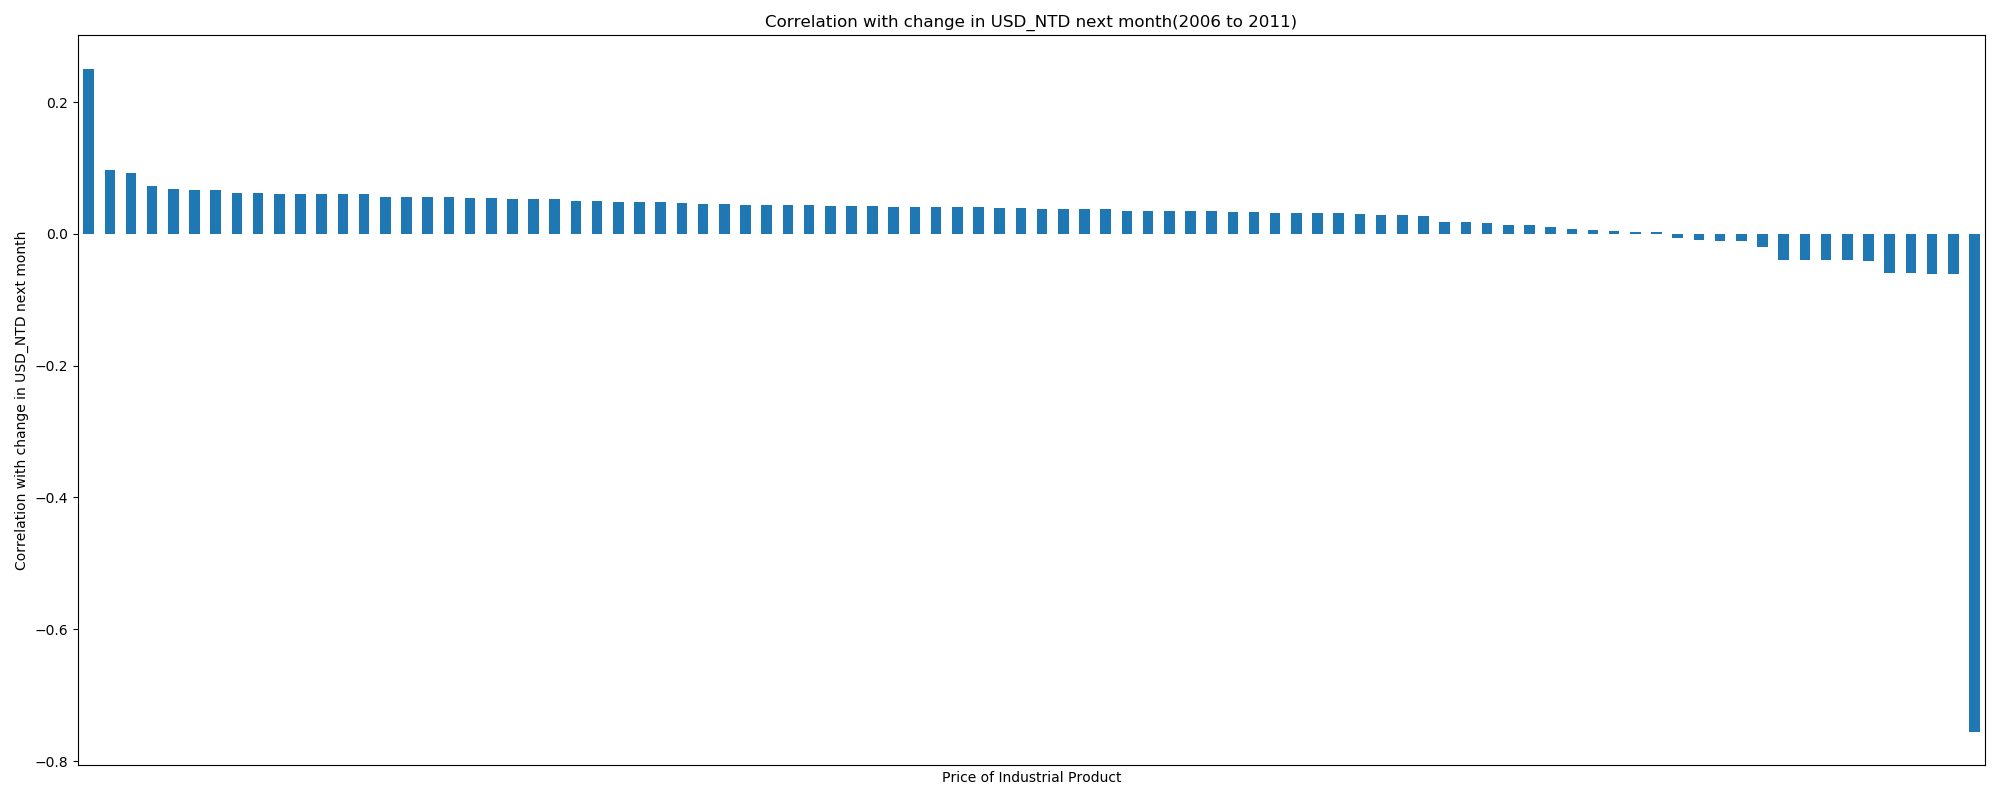 Correlation with change in USD_NTD next month(2006 to 2011)
Correlation with change in USD_NTD next month
0.2
0.0
−0.2
−0.4
−0.6
−0.8
Price of Industrial Product